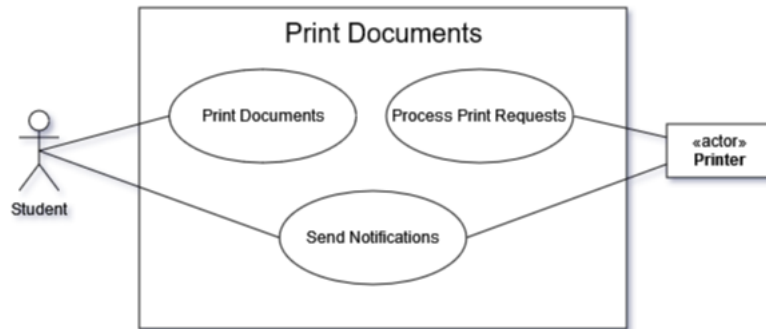 Print Documents
Print Documents
Process Print Requests
«actor»
Printer
Student
Send Notifications